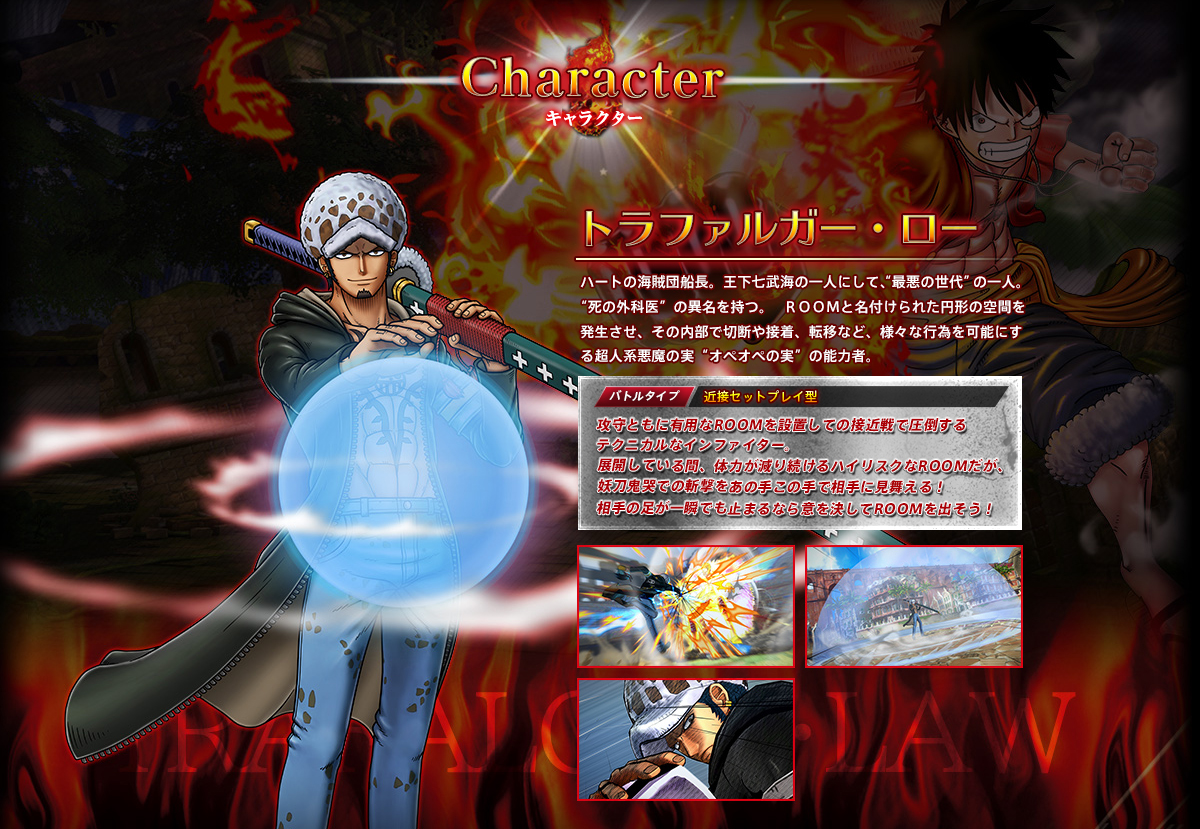 Character
キャラクター
トラファルガー・ロー
ハートの海賊団船長。王下七武海の一人にして、“最悪の世代”の一人。
“死の外科医”の異名を持つ。　ＲＯＯＭと名付けられた円形の空間を
発生させ、その内部で切断や接着、転移など、様々な行為を可能にす
る超人系悪魔の実“オペオペの実”の能力者。
バトルタイプ 近接セットプレイ型
攻守ともに有用なROOMを設置しての接近戦で圧倒する
テクニカルなインファイター。
展開している間、体力が減り続けるハイリスクなROOMだが、
妖刀鬼哭での斬撃をあの手この手で相手に見舞える！
相手の足が一瞬でも止まるなら意を決してROOMを出そう！
LAW